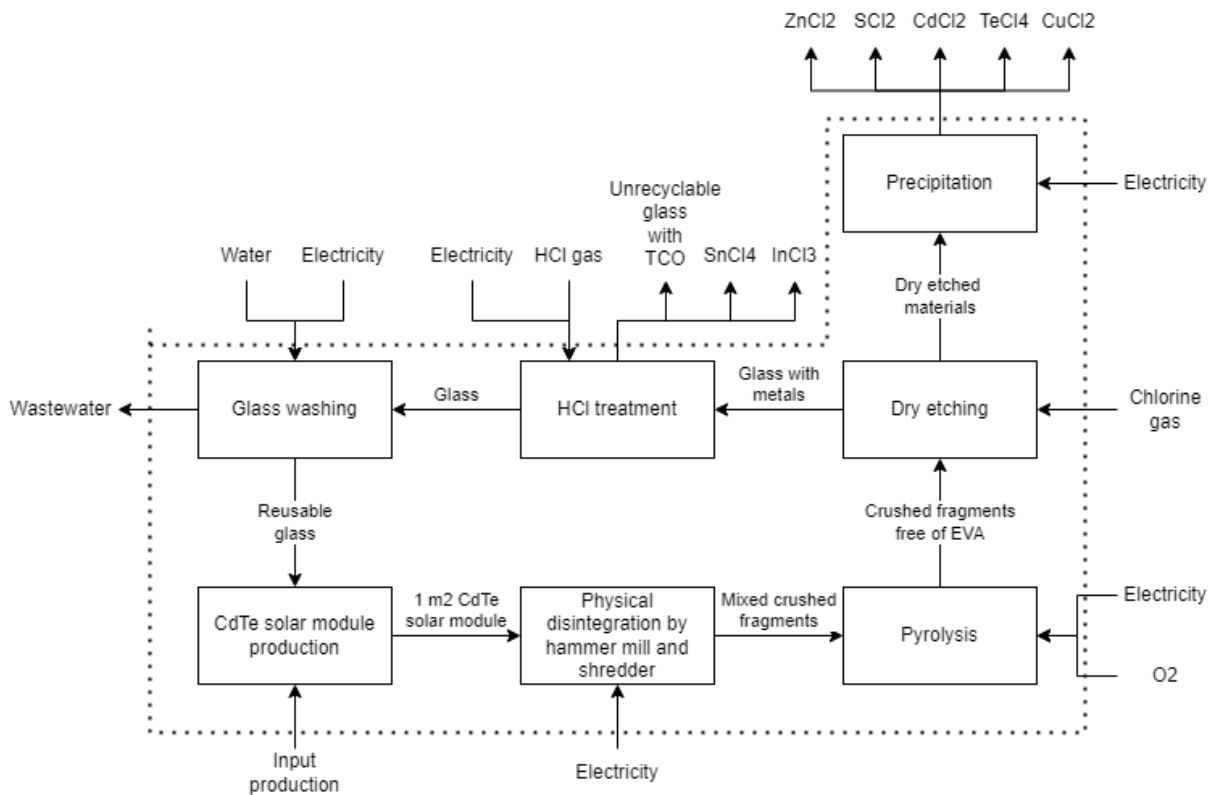 ZnCl2 SCl2 CdCl2 TeCl4 CuCl2
Precipitation
Electricity
Unrecyclable
glass
with
TCO
Water
Electricity
Electricity
HCl gas
SnCl4
InCl3
Dry etched
materials
Wastewater
Glass washing
Glass
HCl treatment
Glass with
metals
Dry etching
Chlorine
gas
Reusable
glass
Crushed fragments
free of EVA
CdTe solar module
production
1 m2 CdTe
solar module
Physical
disintegration by
hammer mill and
shredder
Mixed crushed
fragments
Pyrolysis
Electricity
O2
Input
production
Electricity